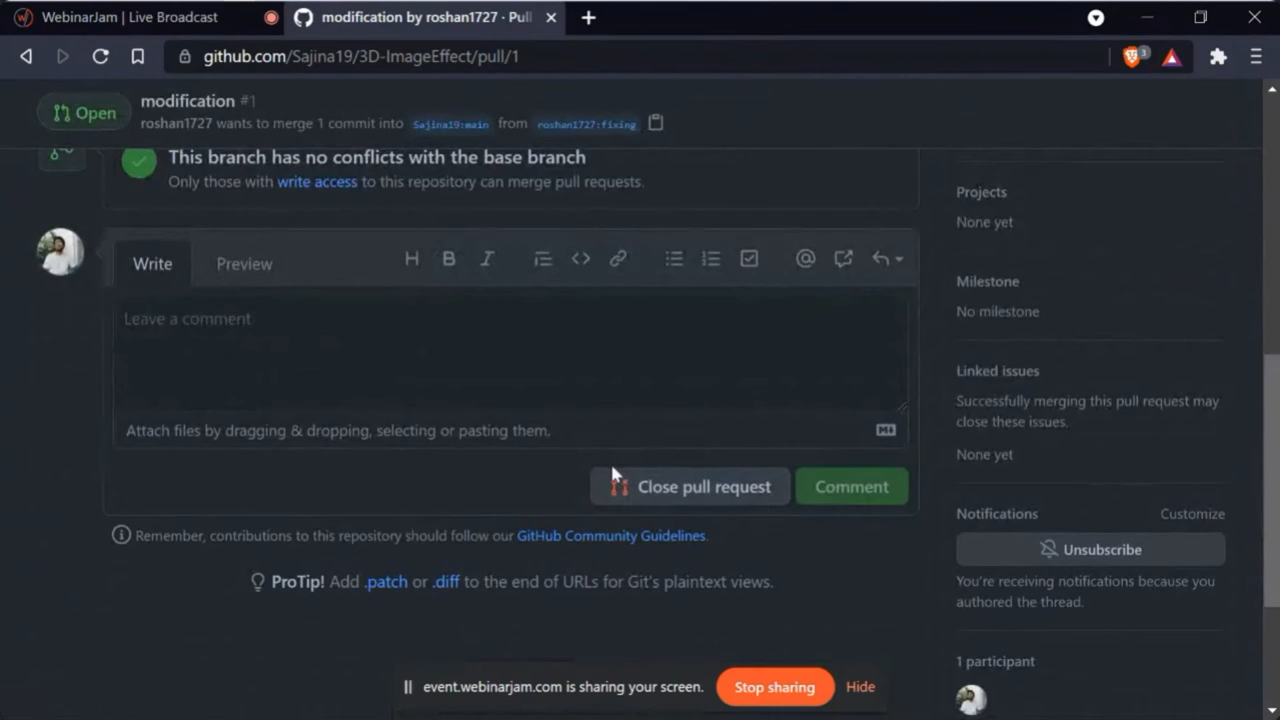 WebinarJam | Live Broadcast
modification by roshan1727 · Pull
github.com/Sajina19/3D-ImageEffect/pull/1
3
Open
modification #1
roshan1727 wants to merge 1 commit into Sajina19:main from roshan1727:fixing
This branch has no conflicts with the base branch
Only those with write access to this repository can merge pull requests.
Write
Preview
H B I
Leave a comment
Attach files by dragging & dropping, selecting or pasting them.
Close pull request
Comment
Remember, contributions to this repository should follow our GitHub Community Guidelines.
ProTip! Add .patch or .diff to the end of URLs for Git's plaintext views.
Projects
None yet
Milestone
No milestone
Linked issues
Successfully merging this pull request may
close these issues.
None yet
Notifications
Customize
Unsubscribe
You're receiving notifications because you
authored the thread.
1 participant
event.webinarjam.com is sharing your screen.
Stop sharing
Hide